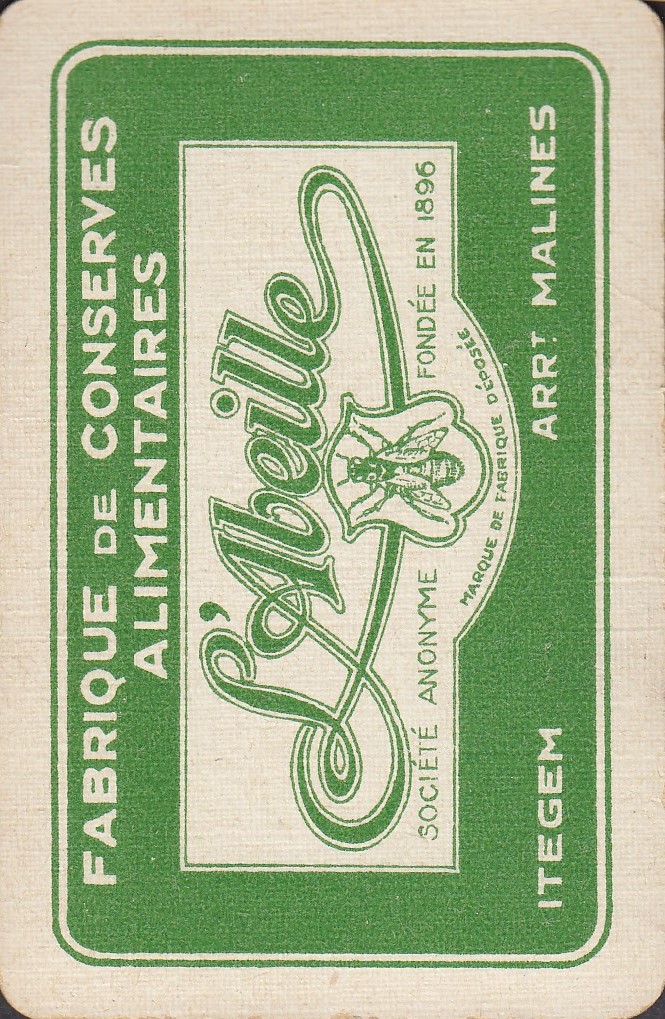 FABRIQUE DE CONSERVES
ALIMENTAIRES
L'Abeille
SOCIÉTÉ ANONYME FONDÉE EN 1896
MARQUE DE FABRIQUE DÉPOSÉE
ITEGEM ARRT MALINES